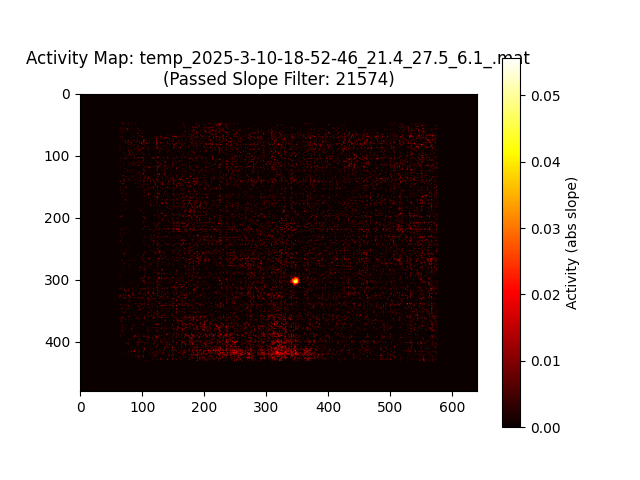 Activity Map: temp_2025-3-10-18-52-46_21.4_27.5_6.1_.mat
(Passed Slope Filter: 21574)
0
100
200
300
400
0 100 200 300 400 500 600
0.05
0.04
0.03
0.02
0.01
0.00
Activity (abs slope)